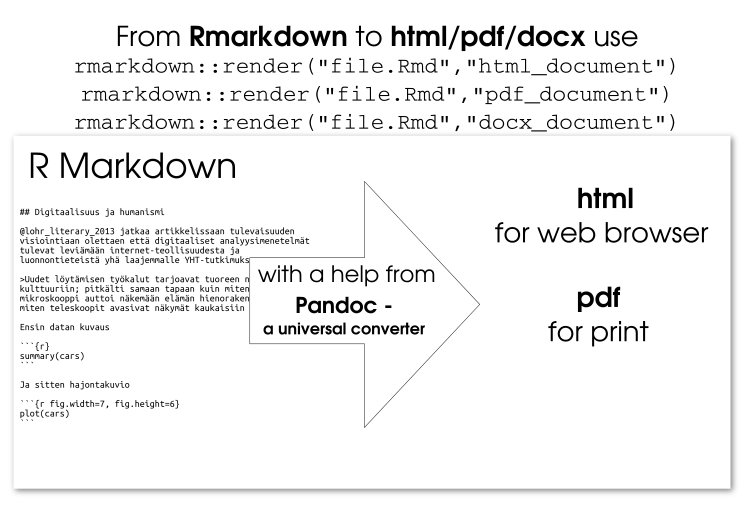 From Rmarkdown to html/pdf/docx use
rmarkdown::render("file.Rmd","html_document")
rmarkdown::render("file.Rmd","pdf_document")
rmarkdown::render("file.Rmd","docx_document")
R Markdown
## Digitaalisuus ja humanismi
@lohr_literary_2013 jatkaa artikkelissaan tulevaisuuden
visiointiaan olettaen että digitaaliset analyysimenetelmät
tulevat leviämään internet-teollisuudesta ja
luonnontieteistä yhä laajemmalle YHT-tutkimuks
>Uudet löytämisen työkalut tarjoavat tuoreen n
kulttuuriin; pitkälti samaan tapaan kuin miten
mikroskooppi auttoi näkemään elämän hienoraken
miten teleskoopit avasivat näkymät kaukaisiin
Ensin datan kuvaus
```{r}
summary(cars)
```
Ja sitten hajontakuvio
```{r fig.width=7, fig.height=6}
plot(cars)
```
with a help from
Pandoc -
a universal converter
html
for web browser
pdf
for print